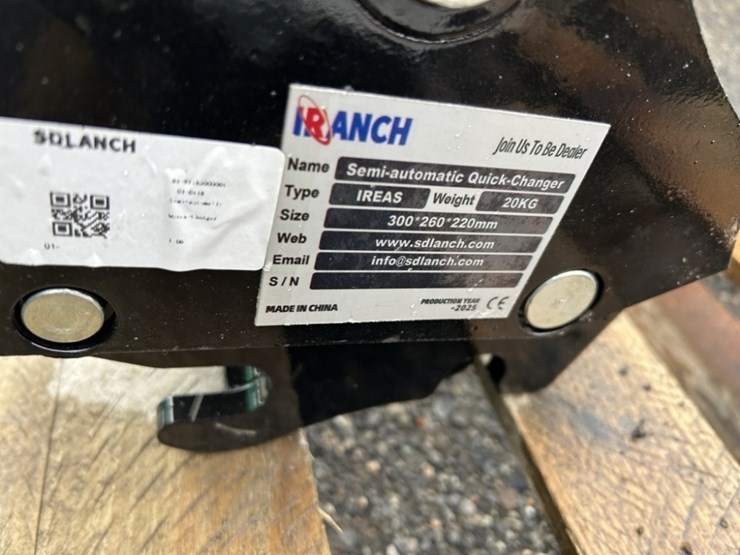 SDLANCH
U1-
IRANCH
Join Us To Be Dealer
Name Semi-automatic Quick-Changer
Type IREAS Weight 20KG
Size 300*260*220mm
Web www.sdlanch.com
Email info@sdlanch.com
S / N
MADE IN CHINA
PRODUCTION YEAR
-2025 CE